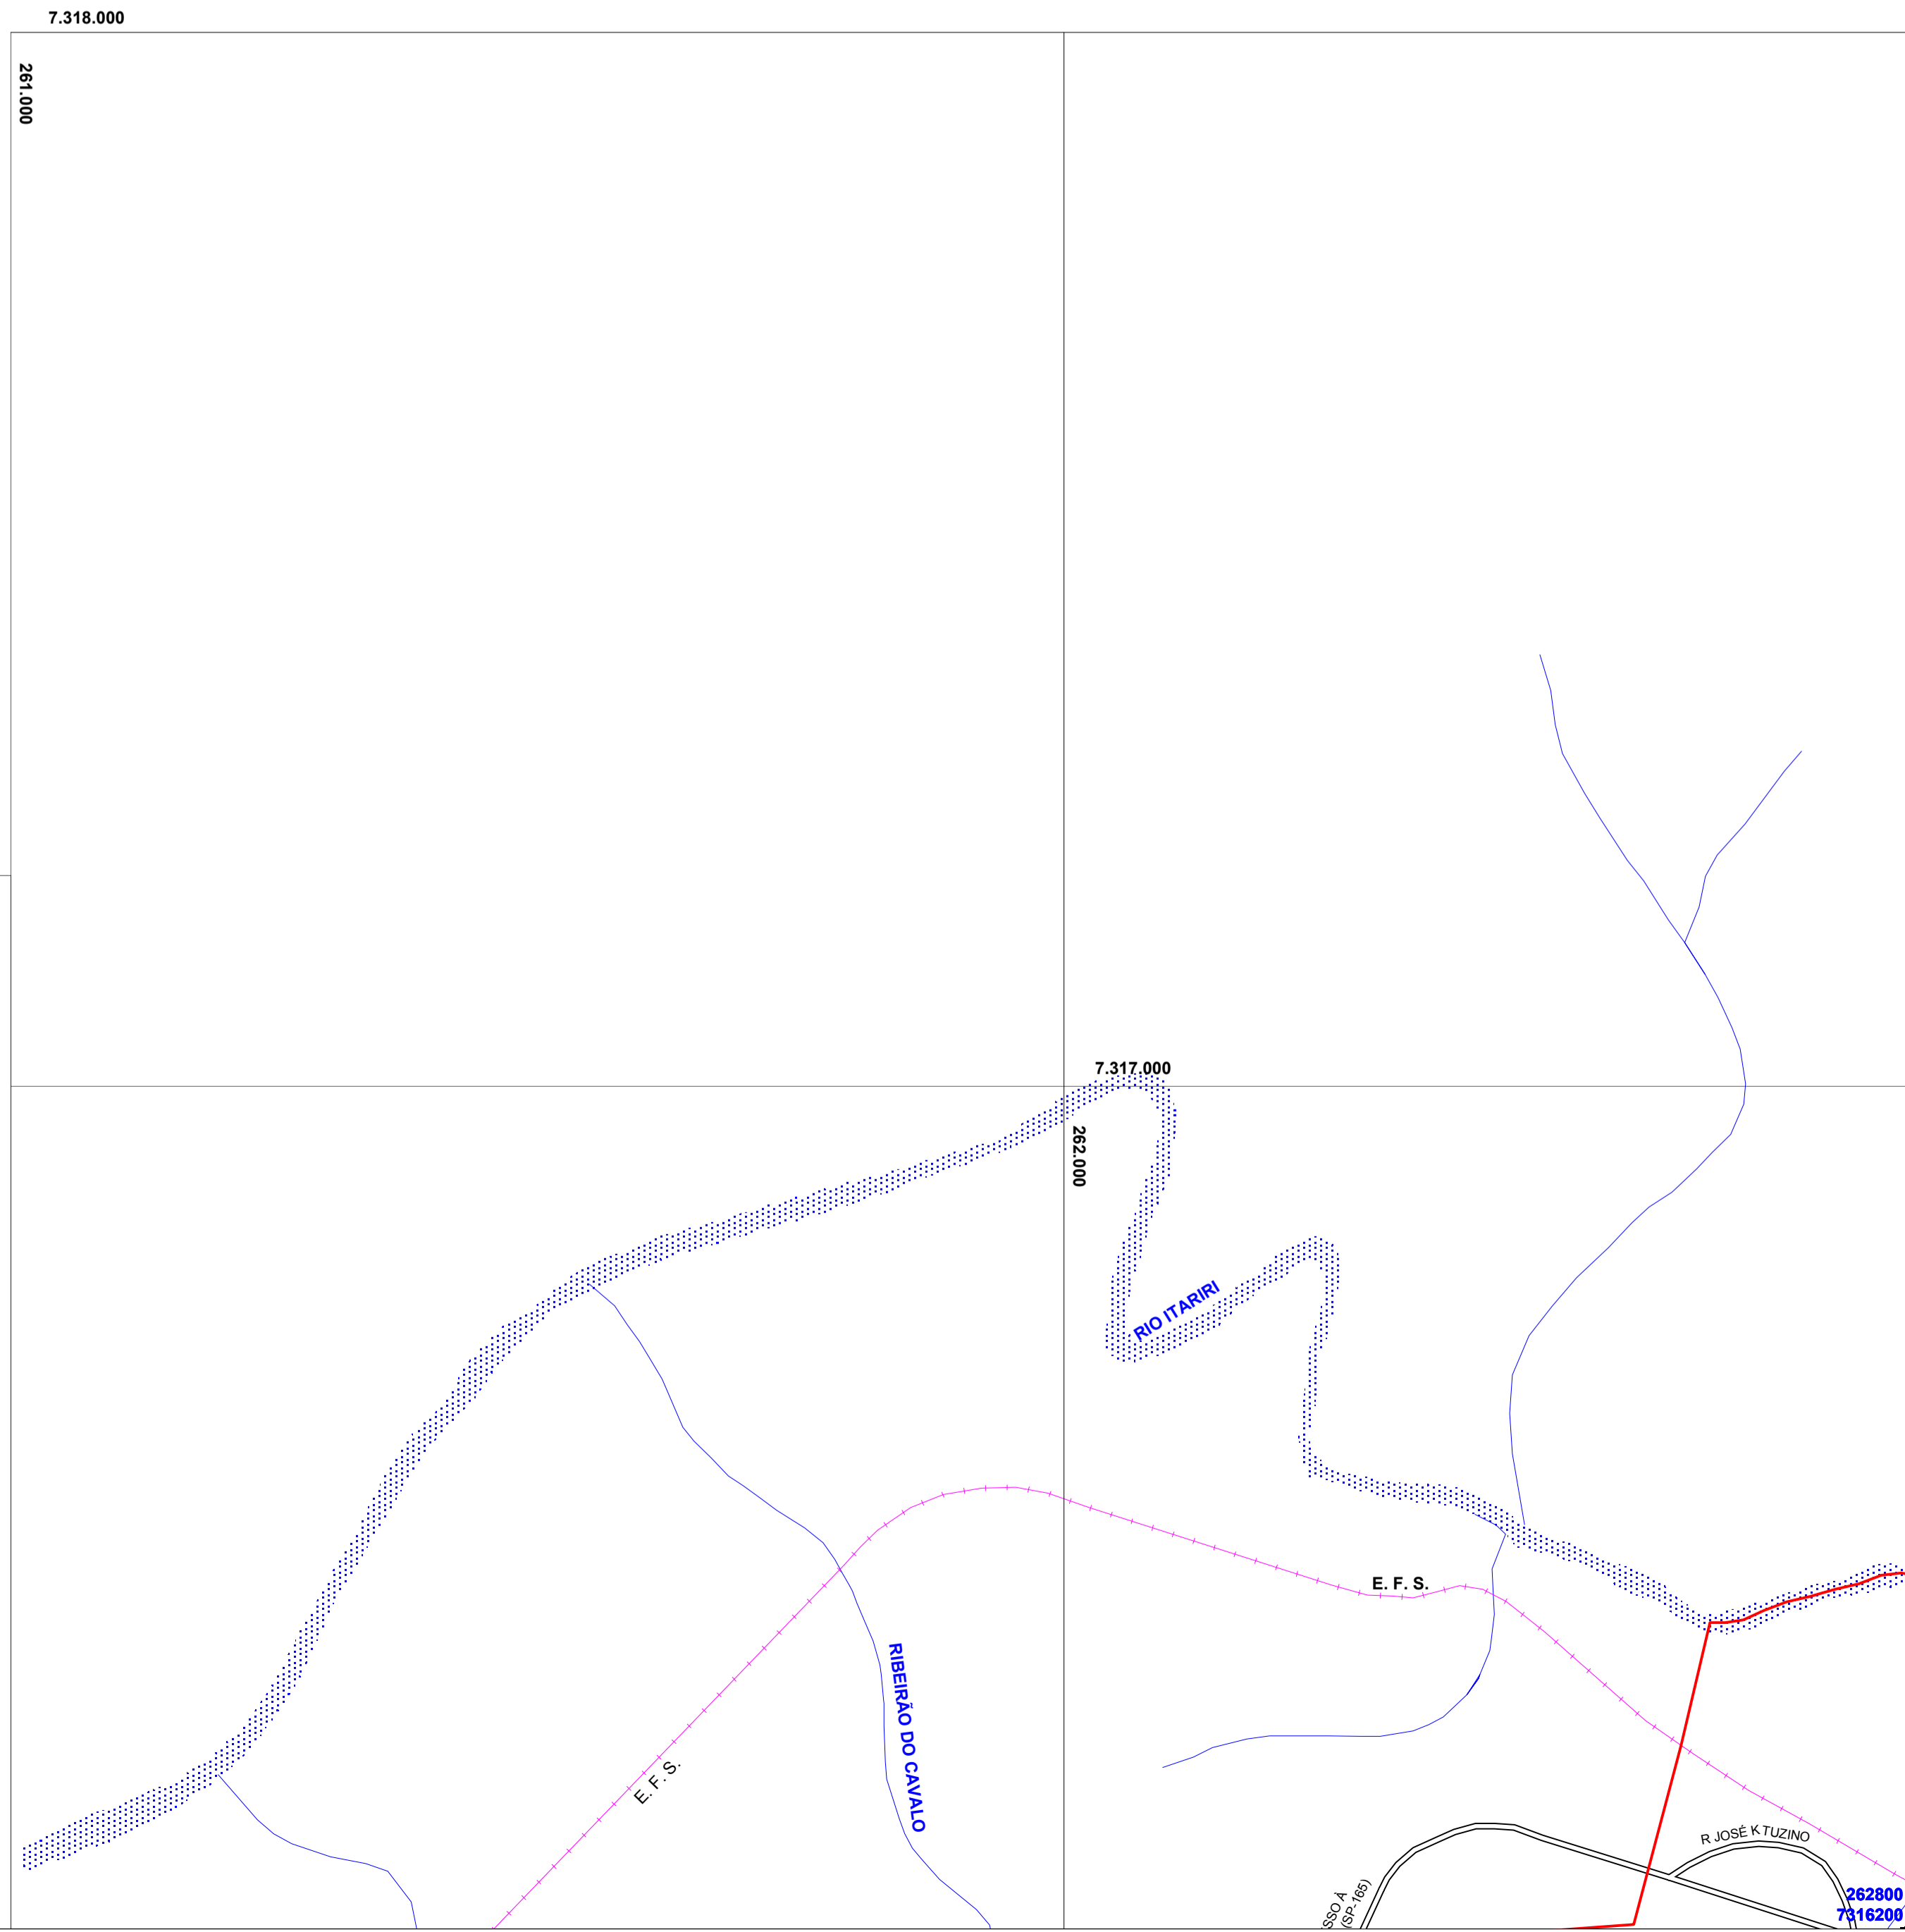 7.318.000
261.000
7.317.000
262.000
RIO ITARIRI
E. F. S.
RIBEIRÃO DO CAVALO
E. F. S.
R JOSÉ K TUZINO
SSO À
(SP-165)
262800
7316200